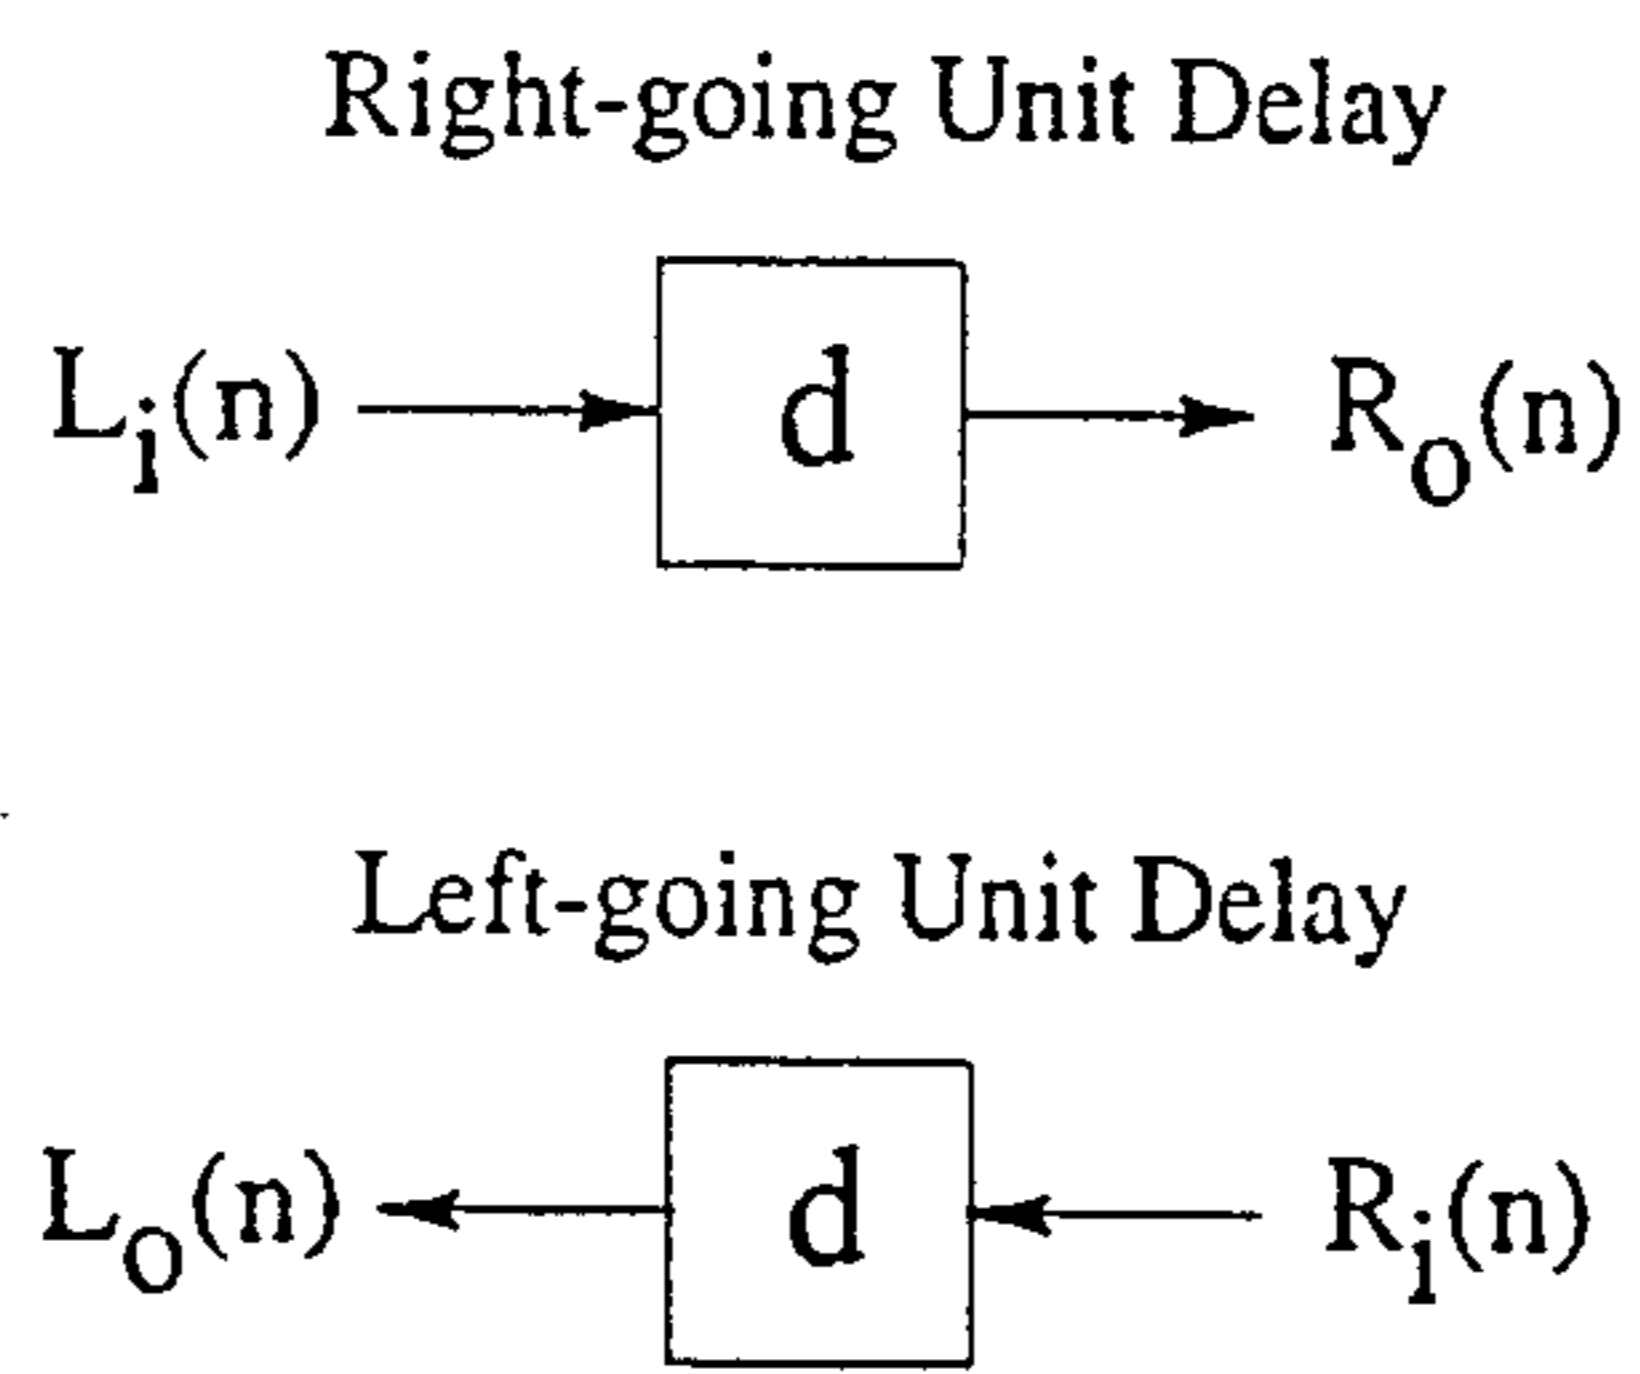 Right-going Unit Delay
Lᵢ(n) d Rₒ(n)
Left-going Unit Delay
Lₒ(n) d Rᵢ(n)